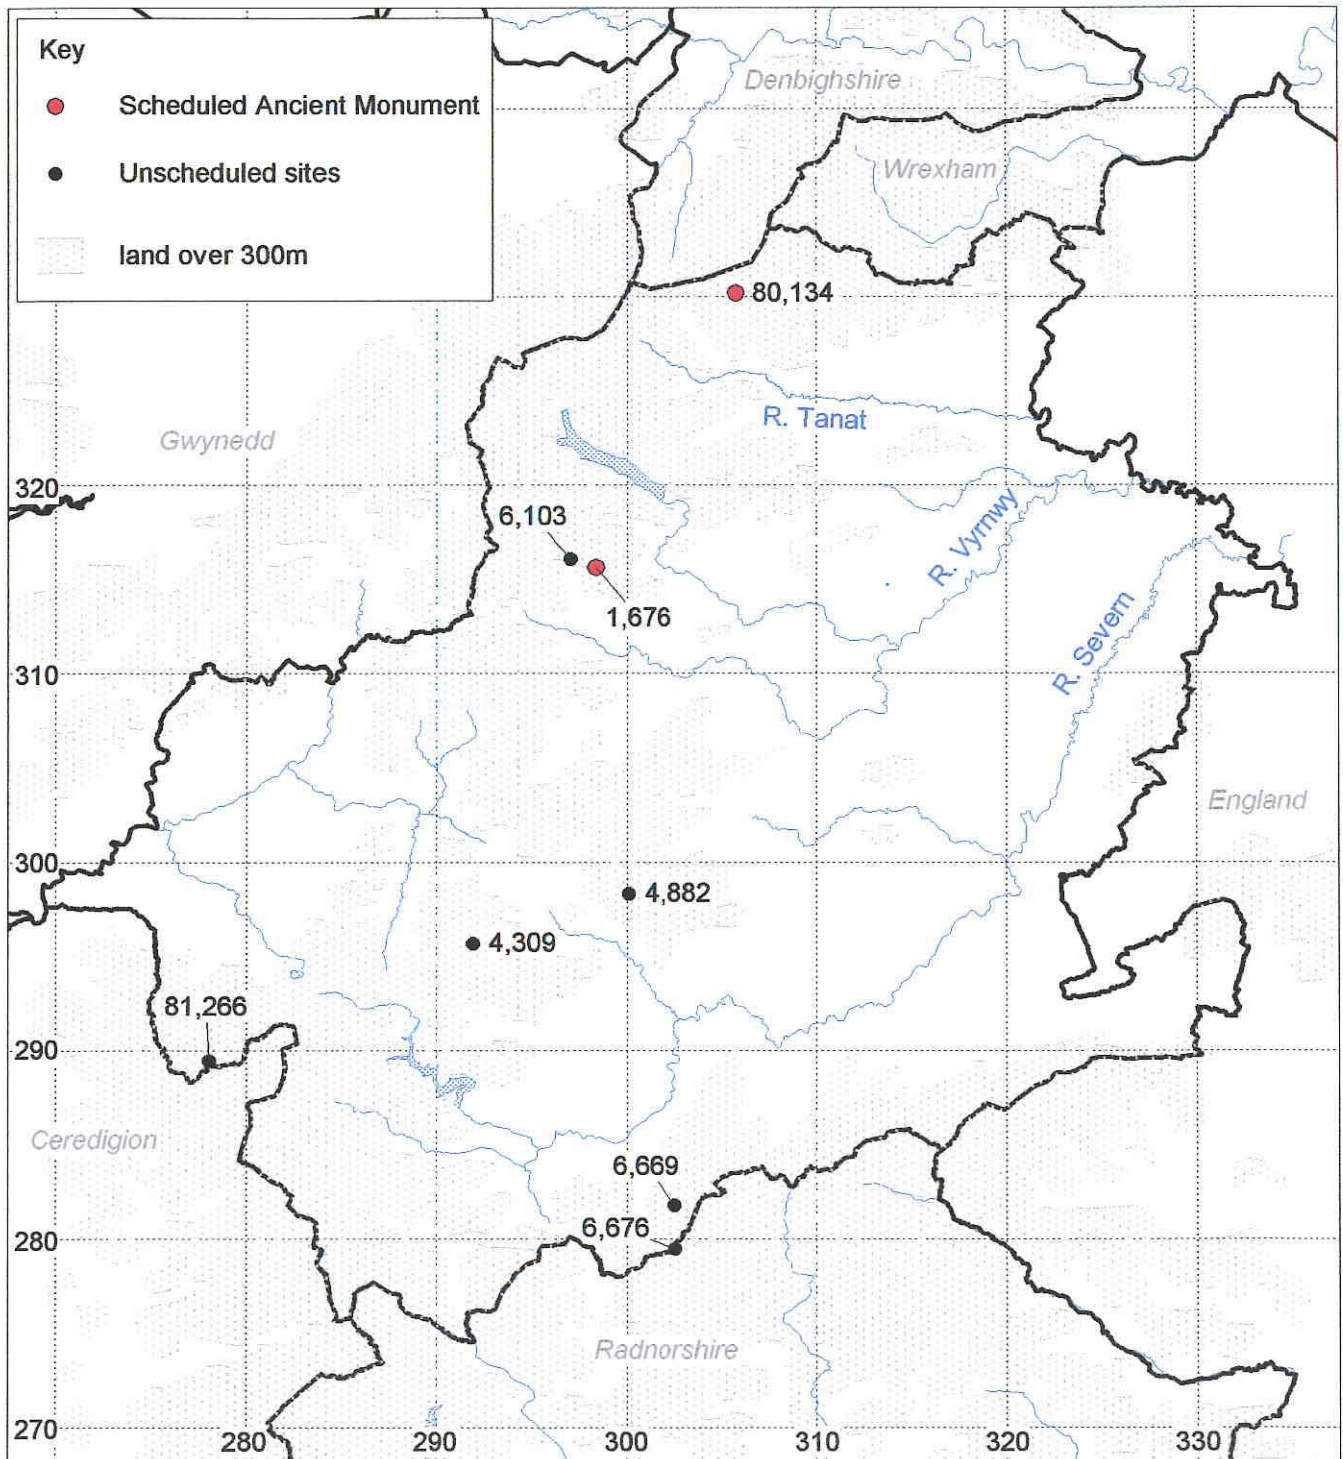 Key
Scheduled Ancient Monument
Unscheduled sites
land over 300m
Denbighshire
Wrexham
80,134
R. Tanat
Gwynedd
320
6,103
R. Vyrnwy
1,676
R. Severn
310
England
300
4,882
4,309
81,266
290
Ceredigion
6,669
6,676
280
Radnorshire
270
280
290
300
310
320
330